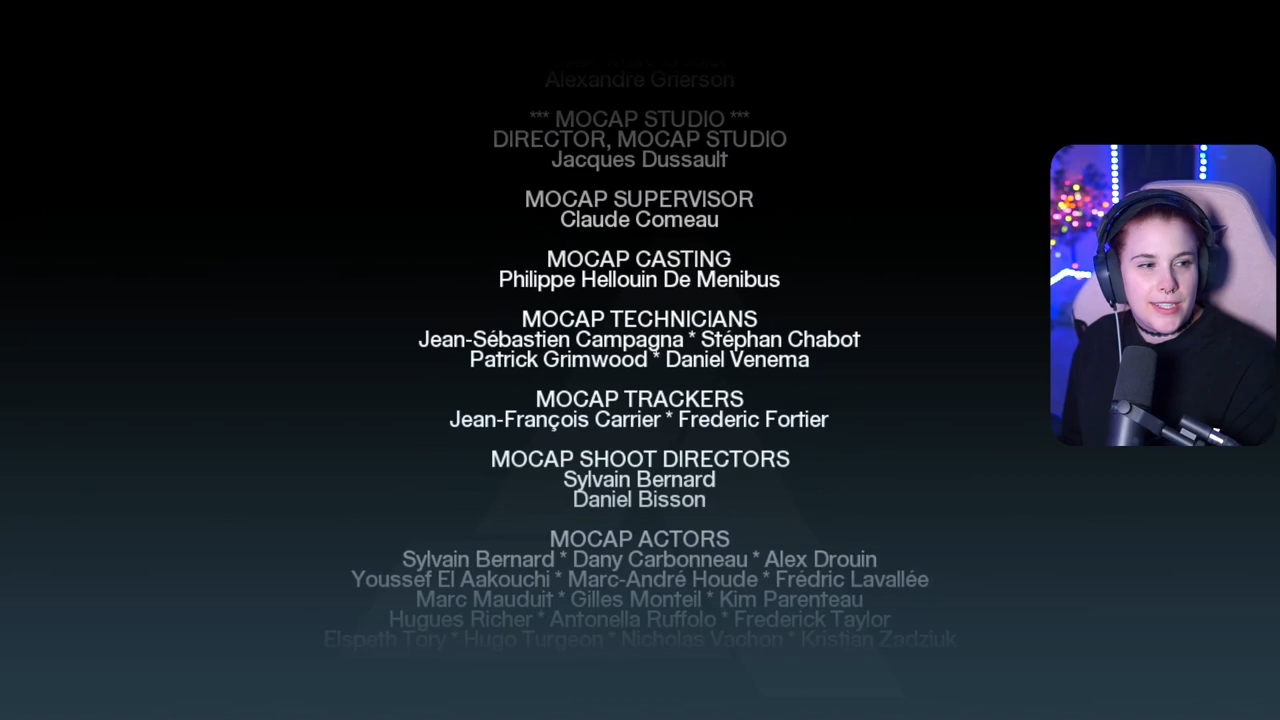 Alexandre Grierson
*** MOCAP STUDIO ***
DIRECTOR, MOCAP STUDIO
Jacques Dussault
MOCAP SUPERVISOR
Claude Comeau
MOCAP CASTING
Philippe Hellouin De Menibus
MOCAP TECHNICIANS
Jean-Sébastien Campagna * Stéphan Chabot
Patrick Grimwood * Daniel Venema
MOCAP TRACKERS
Jean-François Carrier * Frederic Fortier
MOCAP SHOOT DIRECTORS
Sylvain Bernard
Daniel Bisson
MOCAP ACTORS
Sylvain Bernard * Dany Carbonneau * Alex Drouin
Youssef El Aakouchi * Marc-André Houde * Frédric Lavallée
Marc Mauduit * Gilles Monteil * Kim Parenteau
Hugues Richer * Antonella Ruffolo * Frederick Taylor
Elspeth Tory * Hugo Turgeon * Nicholas Vachon * Kristjan Zadziuk